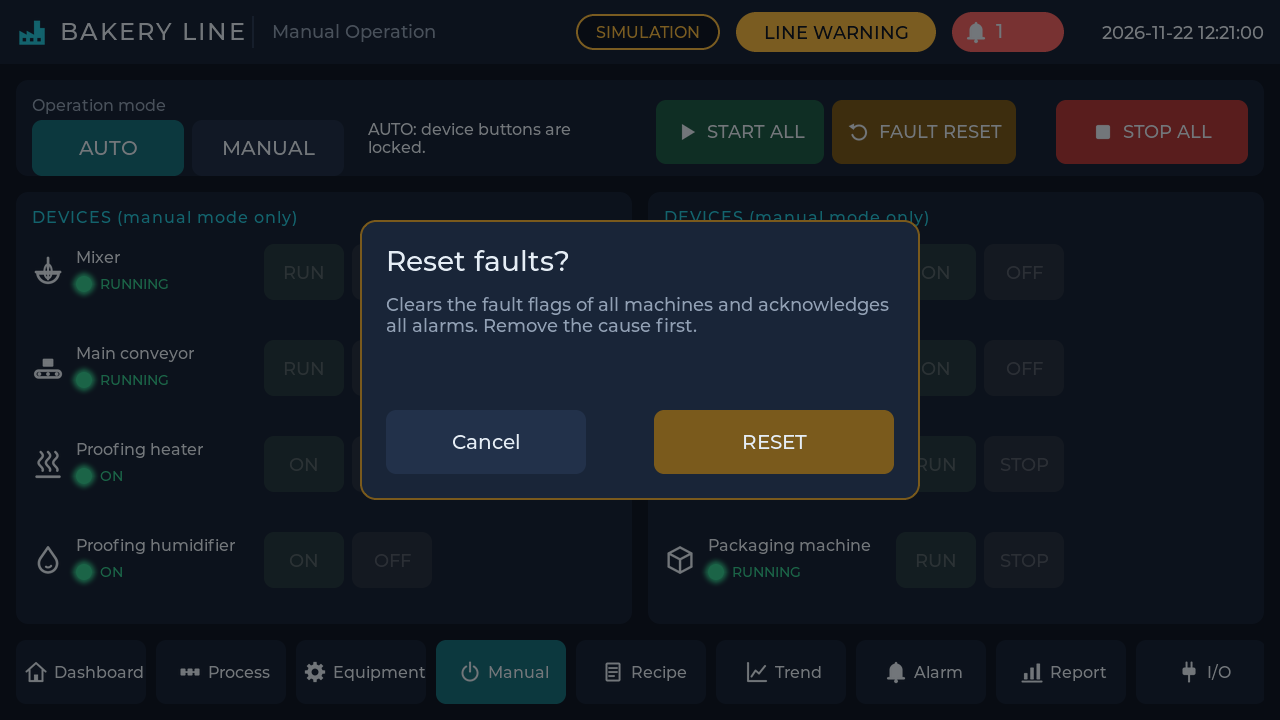 BAKERY LINE
Manual Operation
SIMULATION
LINE WARNING
1
2026-11-22 12:21:00
Operation mode
AUTO
MANUAL
AUTO: device buttons are
locked.
START ALL
FAULT RESET
STOP ALL
DEVICES (manual mode only)
DEVICES (manual mode only)
Mixer
RUNNING
RUN
ON
OFF
Main conveyor
RUNNING
RUN
ON
OFF
Proofing heater
ON
ON
RUN
STOP
Proofing humidifier
ON
ON
OFF
Packaging machine
RUNNING
RUN
STOP
Reset faults?
Clears the fault flags of all machines and acknowledges
all alarms. Remove the cause first.
Cancel
RESET
Dashboard
Process
Equipment
Manual
Recipe
Trend
Alarm
Report
I/O